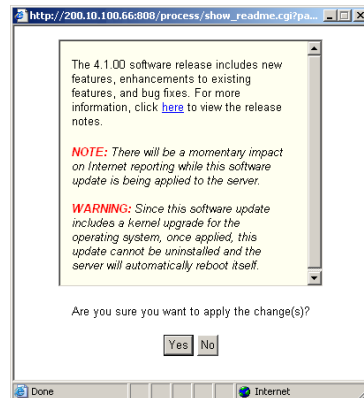 http://200.10.100.66:808/process/show_readme.cgi?pa...
The 4.1.00 software release includes new
features, enhancements to existing
features, and bug fixes. For more
information, click here to view the release
notes.
NOTE: There will be a momentary impact
on Internet reporting while this software
update is being applied to the server.
WARNING: Since this software update
includes a kernel upgrade for the
operating system, once applied, this
update cannot be uninstalled and the
server will automatically reboot itself.
Are you sure you want to apply the change(s)?
Yes No
Done Internet